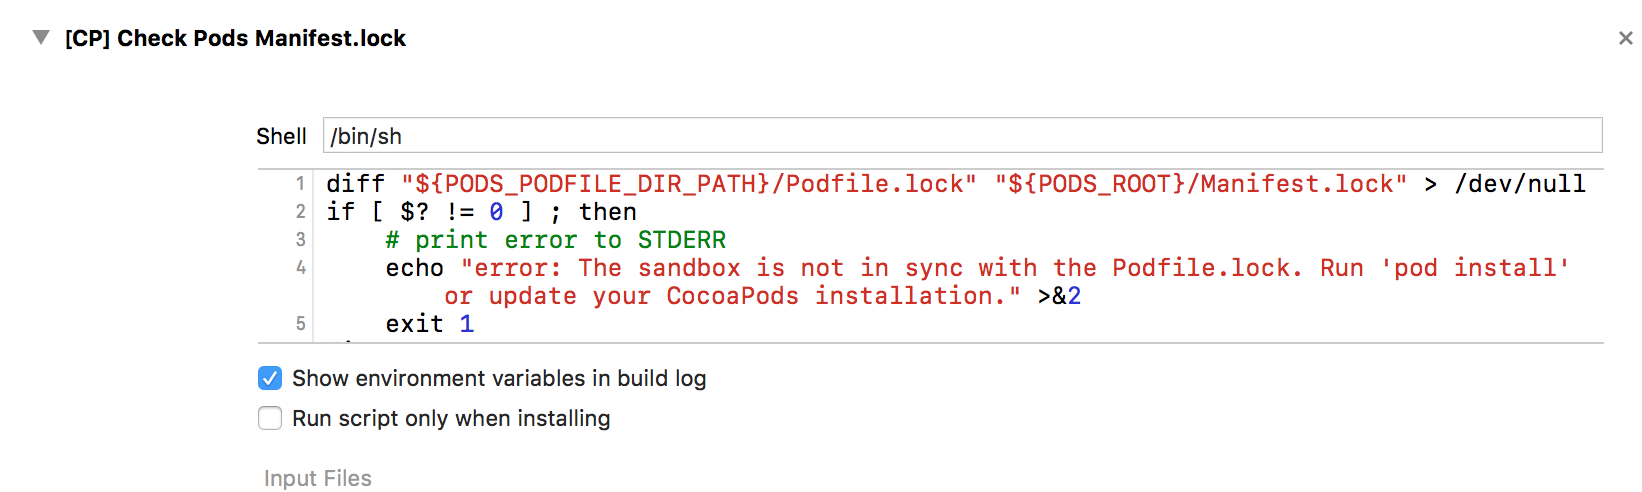 [CP] Check Pods Manifest.lock
Shell /bin/sh
1 diff "${PODS_PODFILE_DIR_PATH}/Podfile.lock" "${PODS_ROOT}/Manifest.lock" > /dev/null
2 if [ $? != 0 ] ; then
3 # print error to STDERR
4 echo "error: The sandbox is not in sync with the Podfile.lock. Run 'pod install'
or update your CocoaPods installation." >&2
5 exit 1
Show environment variables in build log
Run script only when installing
Input Files